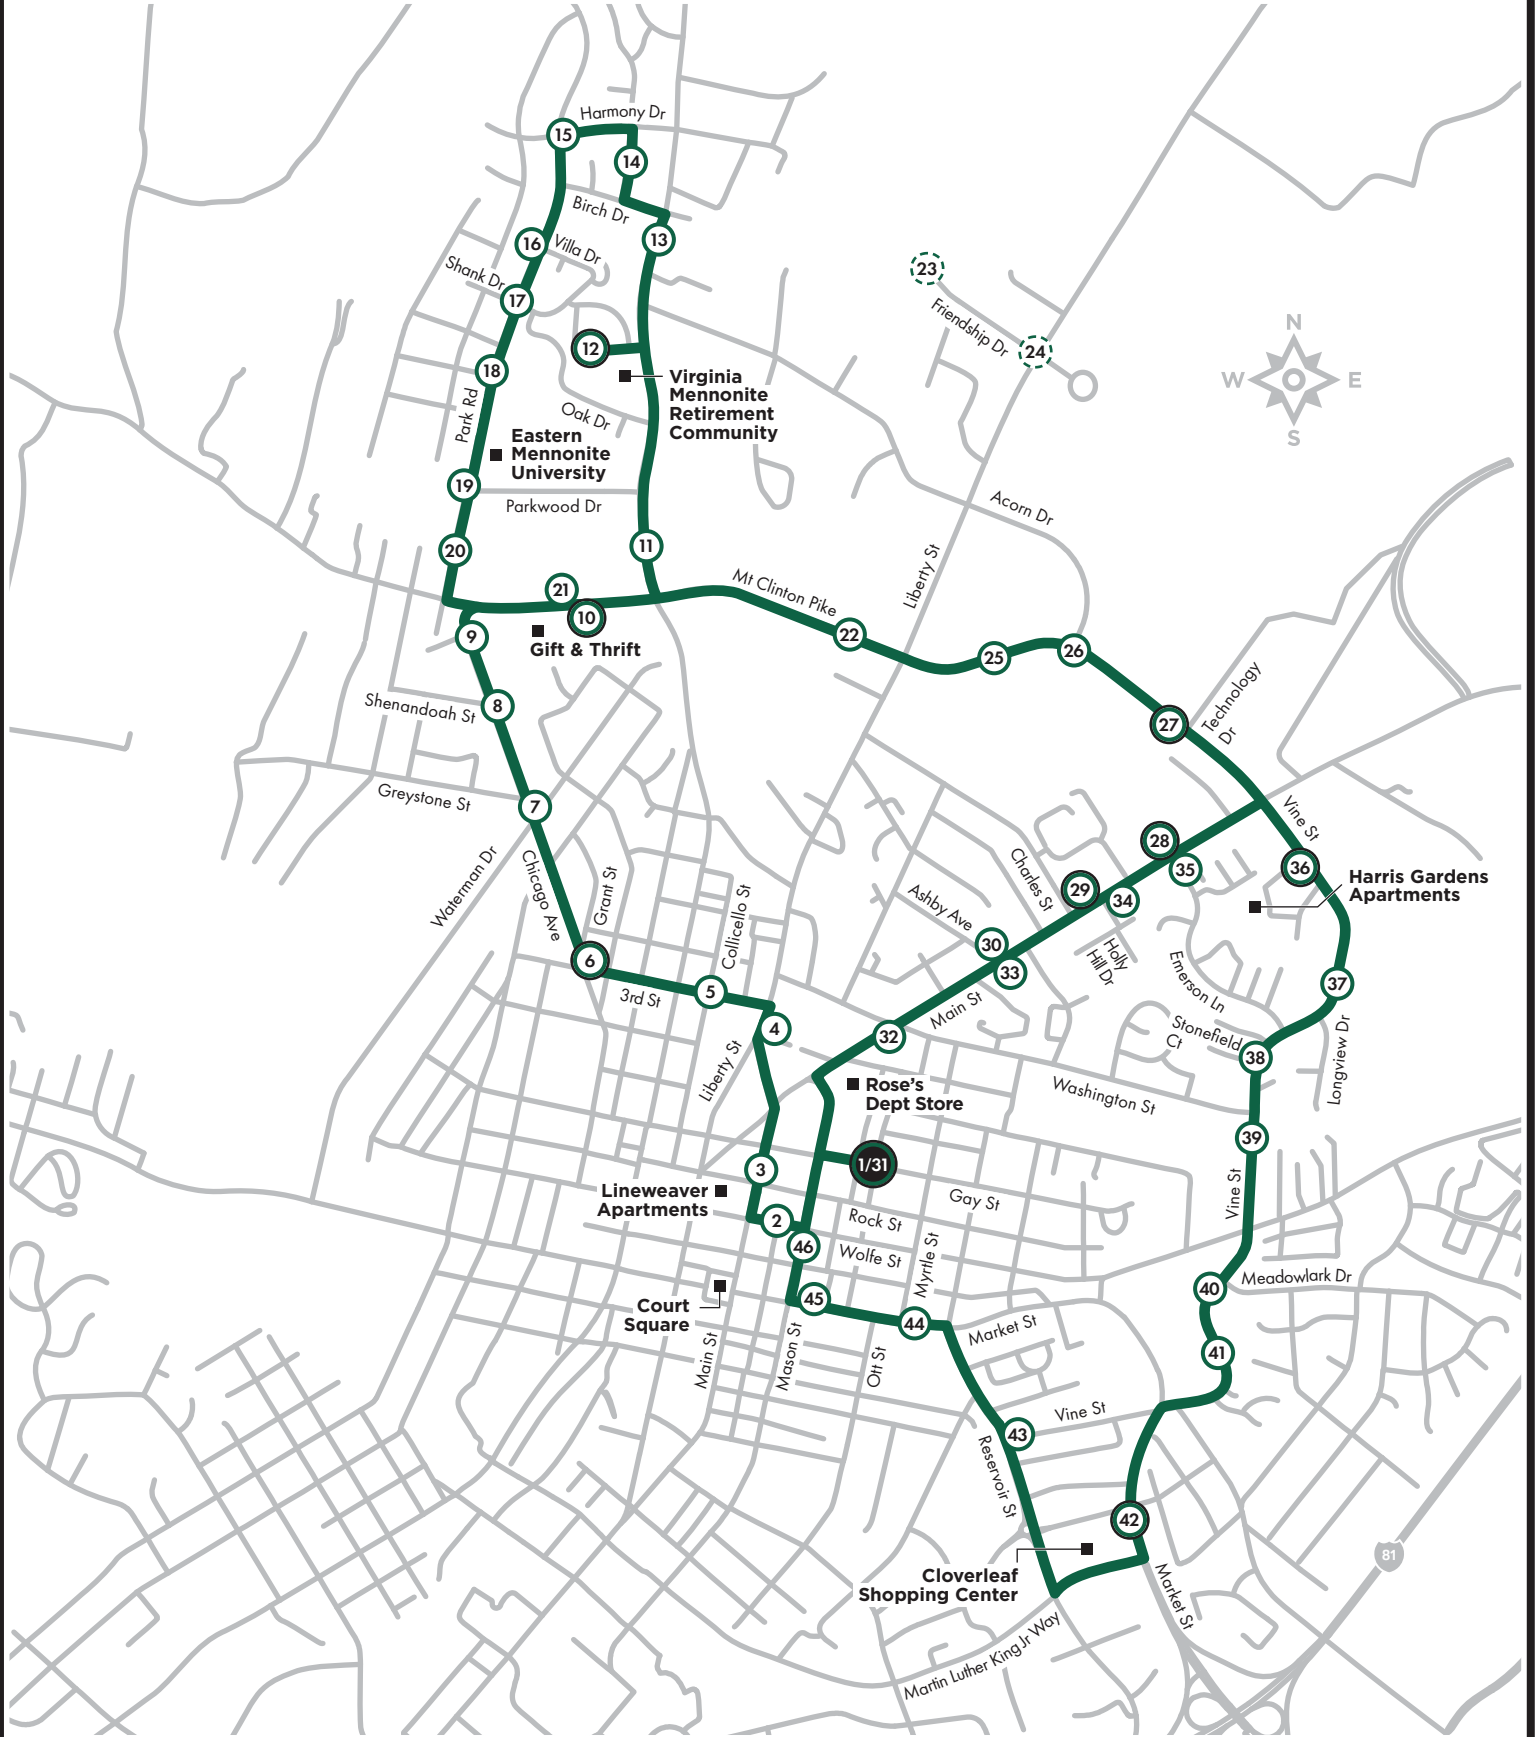 Harmony Dr
15
14
Birch Dr
13
16
Villa Dr
Shank Dr
17
23
Friendship Dr
24
N
W
E
S
12
18
Virginia
Mennonite
Retirement
Community
Park Rd
Oak Dr
Eastern
Mennonite
University
19
Parkwood Dr
Acorn Dr
20
11
Liberty St
21
10
Mt Clinton Pike
9
Gift & Thrift
22
25
26
Shenandoah St
8
27
Technology
Dr
Greystone St
7
Vine St
Waterman Dr
Chicago Ave
Grant St
Collicello St
28
35
36
Harris Gardens
Apartments
Charles St
29
34
Ashby Ave
30
33
Holly
Hill Dr
Emerson Ln
6
3rd St
5
4
Main St
37
32
Stonefield
Ct
38
Longview Dr
Liberty St
Rose's
Dept Store
Washington St
39
1/31
3
Lineweaver
Apartments
2
Gay St
Rock St
Vine St
46
Wolfe St
Myrtle St
Meadowlark Dr
40
Court
Square
45
44
Market St
41
Main St
Mason St
Ott St
Vine St
43
Reservoir St
42
81
Cloverleaf
Shopping Center
Market St
Martin Luther King Jr Way